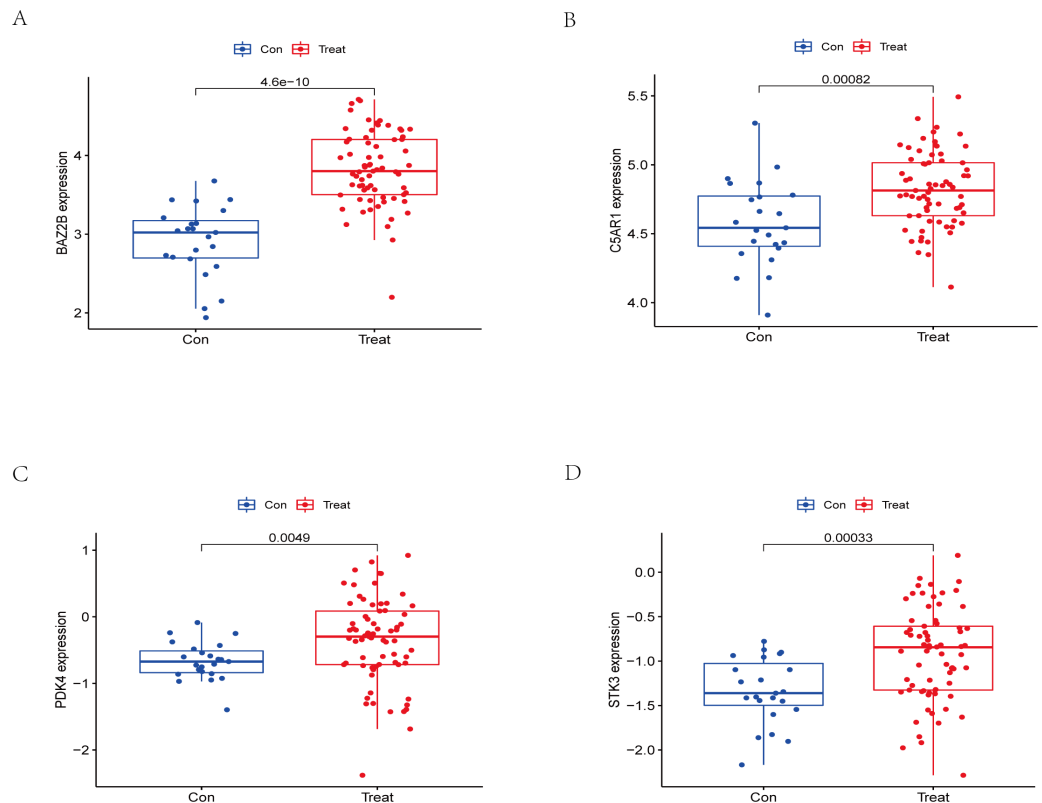 A
Con Treat
4.6e−10
BAZ2B expression
4
3
2
Con Treat
B
Con Treat
0.00082
C5AR1 expression
5.5
5.0
4.5
4.0
Con Treat
C
Con Treat
0.0049
PDK4 expression
1
0
−1
−2
Con Treat
D
Con Treat
0.00033
STK3 expression
0.0
−0.5
−1.0
−1.5
−2.0
Con Treat